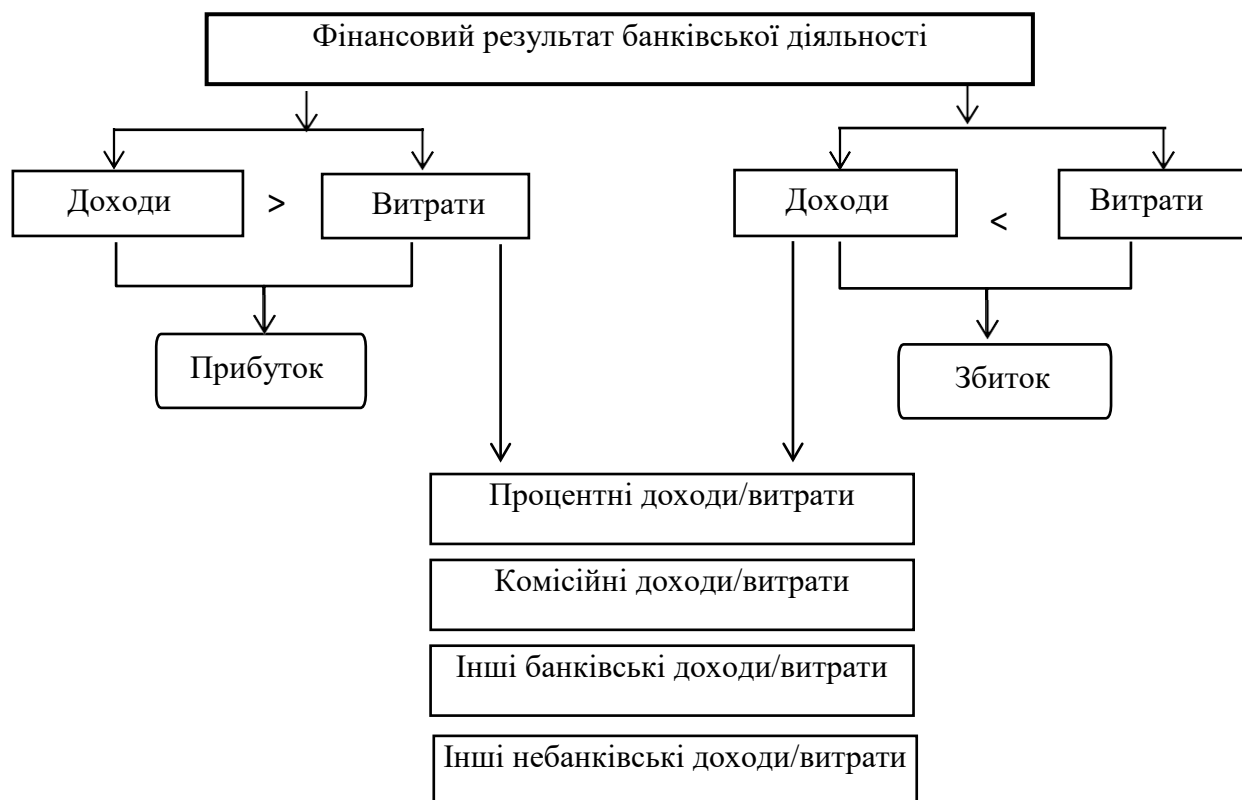 Фінансовий результат банківської діяльності
Доходи > Витрати
Доходи < Витрати
Прибуток
Збиток
Процентні доходи/витрати
Комісійні доходи/витрати
Інші банківські доходи/витрати
Інші небанківські доходи/витрати